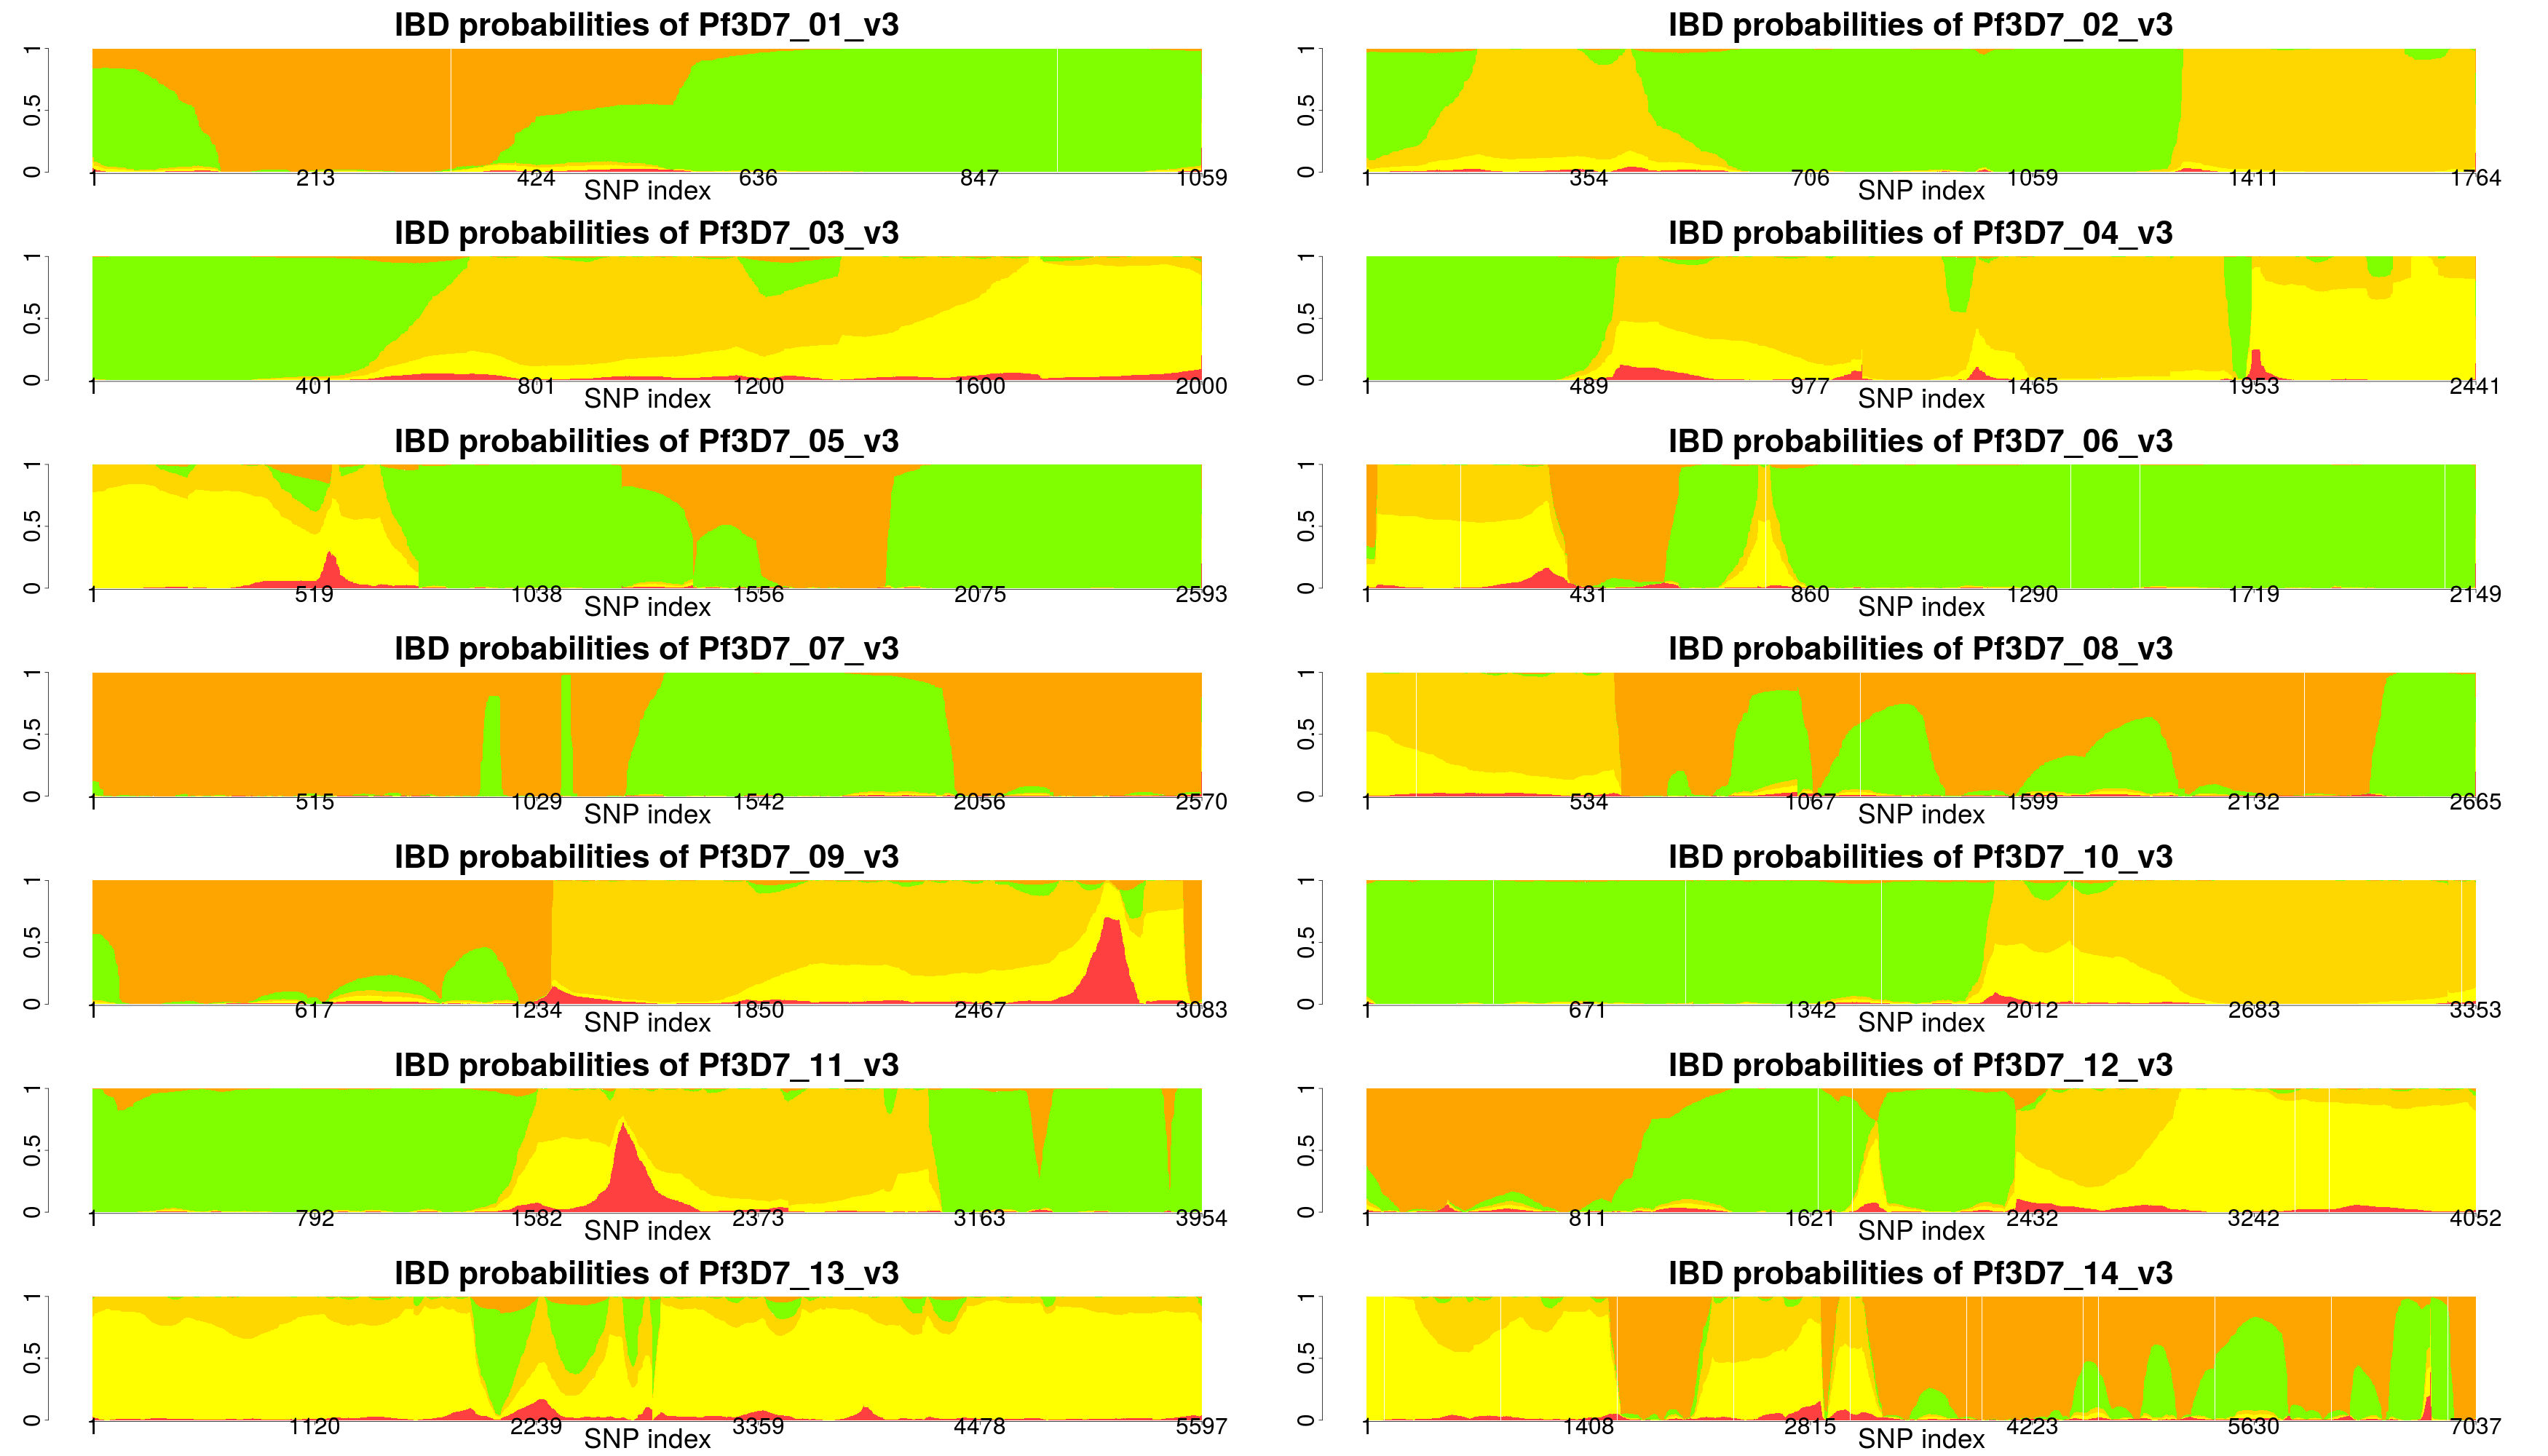 IBD probabilities of Pf3D7_01_v3
0 0.5 1
1 213 424 636 847 1059
SNP index
IBD probabilities of Pf3D7_02_v3
0 0.5 1
1 354 706 1059 1411 1764
SNP index
IBD probabilities of Pf3D7_03_v3
0 0.5 1
1 401 801 1200 1600 2000
SNP index
IBD probabilities of Pf3D7_04_v3
0 0.5 1
1 489 977 1465 1953 2441
SNP index
IBD probabilities of Pf3D7_05_v3
0 0.5 1
1 519 1038 1556 2075 2593
SNP index
IBD probabilities of Pf3D7_06_v3
0 0.5 1
1 431 860 1290 1719 2149
SNP index
IBD probabilities of Pf3D7_07_v3
0 0.5 1
1 515 1029 1542 2056 2570
SNP index
IBD probabilities of Pf3D7_08_v3
0 0.5 1
1 534 1067 1599 2132 2665
SNP index
IBD probabilities of Pf3D7_09_v3
0 0.5 1
1 617 1234 1850 2467 3083
SNP index
IBD probabilities of Pf3D7_10_v3
0 0.5 1
1 671 1342 2012 2683 3353
SNP index
IBD probabilities of Pf3D7_11_v3
0 0.5 1
1 792 1582 2373 3163 3954
SNP index
IBD probabilities of Pf3D7_12_v3
0 0.5 1
1 811 1621 2432 3242 4052
SNP index
IBD probabilities of Pf3D7_13_v3
0 0.5 1
1 1120 2239 3359 4478 5597
SNP index
IBD probabilities of Pf3D7_14_v3
0 0.5 1
1 1408 2815 4223 5630 7037
SNP index